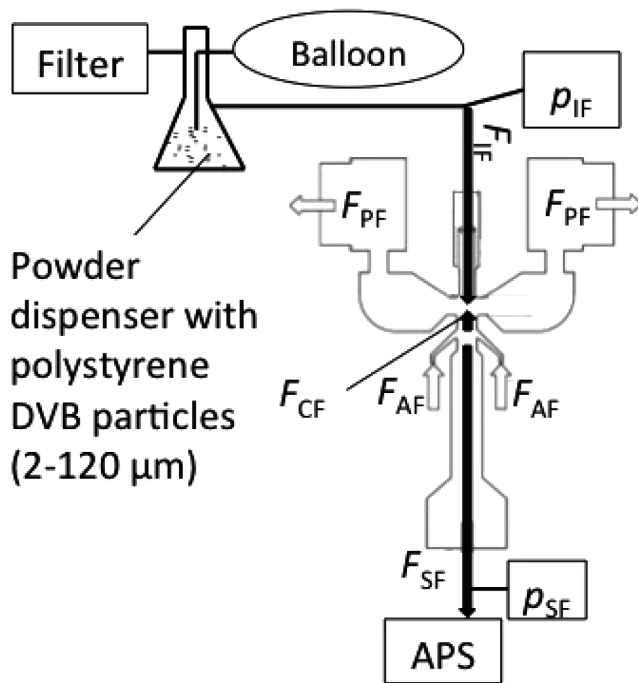 Filter
Balloon
p_IF
F_IF
F_PF
F_PF
Powder
dispenser with
polystyrene
DVB particles
(2-120 µm)
F_CF
F_AF
F_AF
F_SF
p_SF
APS